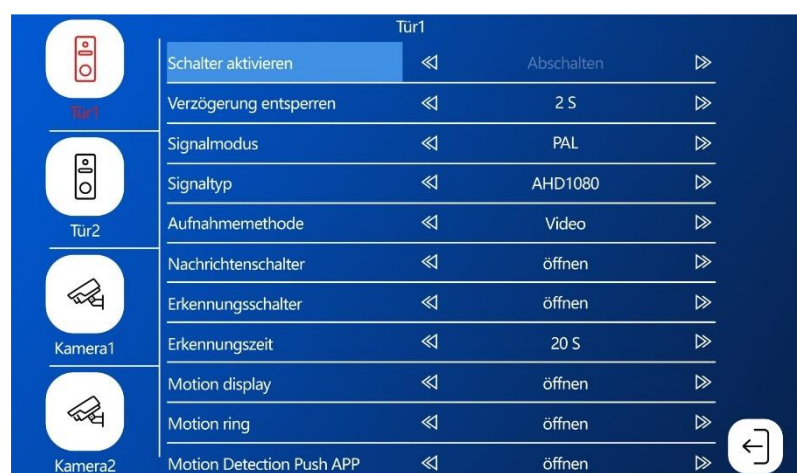 Tür1
Tür1
Tür2
Kamera1
Kamera2
Schalter aktivieren Abschalten
Verzögerung entsperren 2 S
Signalmodus PAL
Signaltyp AHD1080
Aufnahmemethode Video
Nachrichtenschalter öffnen
Erkennungsschalter öffnen
Erkennungszeit 20 S
Motion display öffnen
Motion ring öffnen
Motion Detection Push APP öffnen